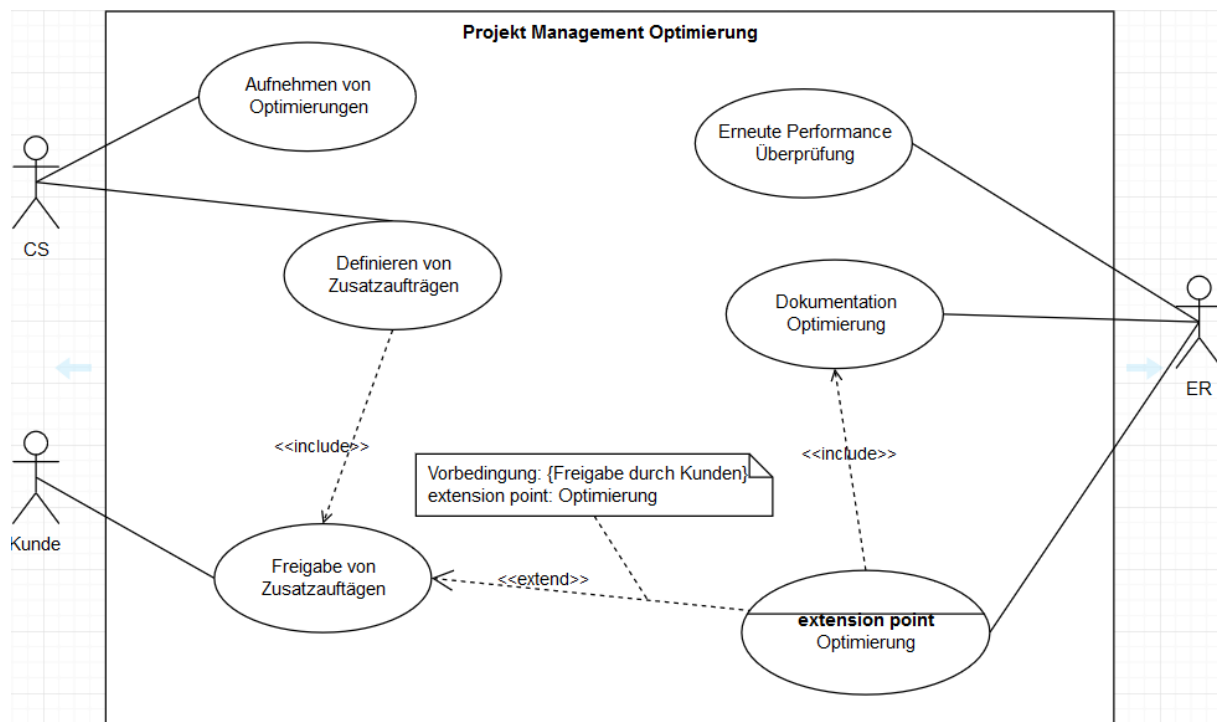 Projekt Management Optimierung
Aufnehmen von
Optimierungen
Erneute Performance
Überprüfung
CS
Definieren von
Zusatzaufträgen
Dokumentation
Optimierung
ER
<<include>>
<<include>>
Vorbedingung: {Freigabe durch Kunden}
extension point: Optimierung
Kunde
Freigabe von
Zusatzauftägen
<<extend>>
extension point
Optimierung